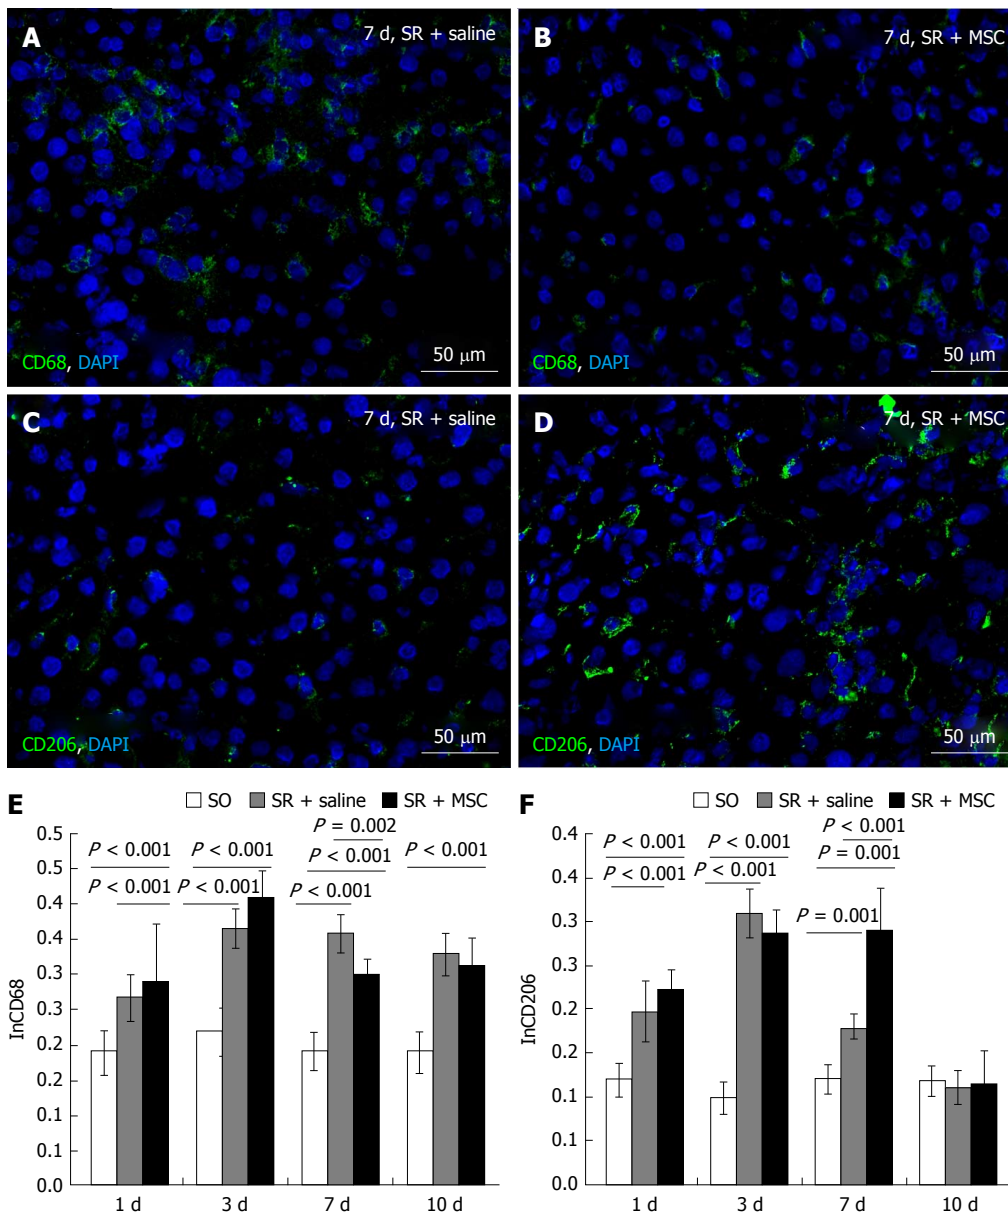 A
7 d, SR + saline
CD68, DAPI
50 μm
B
7 d, SR + MSC
CD68, DAPI
50 μm
C
7 d, SR + saline
CD206, DAPI
50 μm
D
7 d, SR + MSC
CD206, DAPI
50 μm
E
SO SR + saline SR + MSC
P = 0.002
P < 0.001 P < 0.001 P < 0.001 P < 0.001
P < 0.001 P < 0.001 P < 0.001
InCD68
0.5
0.5
0.4
0.4
0.3
0.3
0.2
0.2
0.1
0.1
0.0
1 d 3 d 7 d 10 d
F
SO SR + saline SR + MSC
P < 0.001
P < 0.001 P < 0.001 P = 0.001
P < 0.001 P < 0.001
P = 0.001
InCD206
0.4
0.4
0.3
0.3
0.2
0.2
0.1
0.1
0.0
1 d 3 d 7 d 10 d